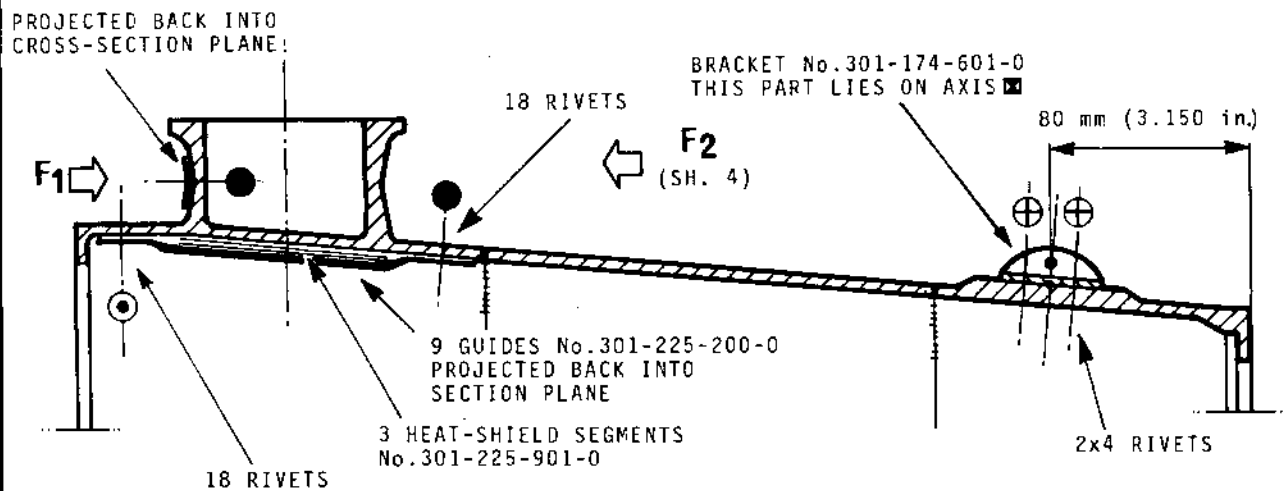 PROJECTED BACK INTO
CROSS-SECTION PLANE
BRACKET No.301-174-601-0
THIS PART LIES ON AXIS
18 RIVETS
80 mm (3.150 in.)
F1
F2
(SH. 4)
9 GUIDES No.301-225-200-0
PROJECTED BACK INTO
SECTION PLANE
3 HEAT-SHIELD SEGMENTS
No.301-225-901-0
2x4 RIVETS
18 RIVETS